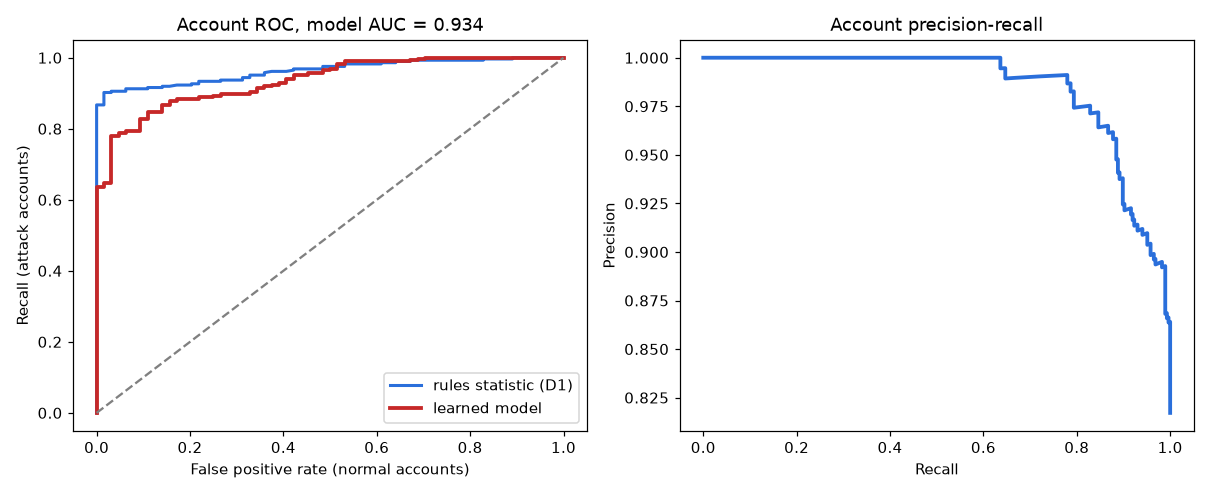 Account ROC, model AUC = 0.934
Recall (attack accounts)
1.0
0.8
0.6
0.4
0.2
0.0
rules statistic (D1)
learned model
0.0 0.2 0.4 0.6 0.8 1.0
False positive rate (normal accounts)
Account precision-recall
Precision
1.000
0.975
0.950
0.925
0.900
0.875
0.850
0.825
0.0 0.2 0.4 0.6 0.8 1.0
Recall